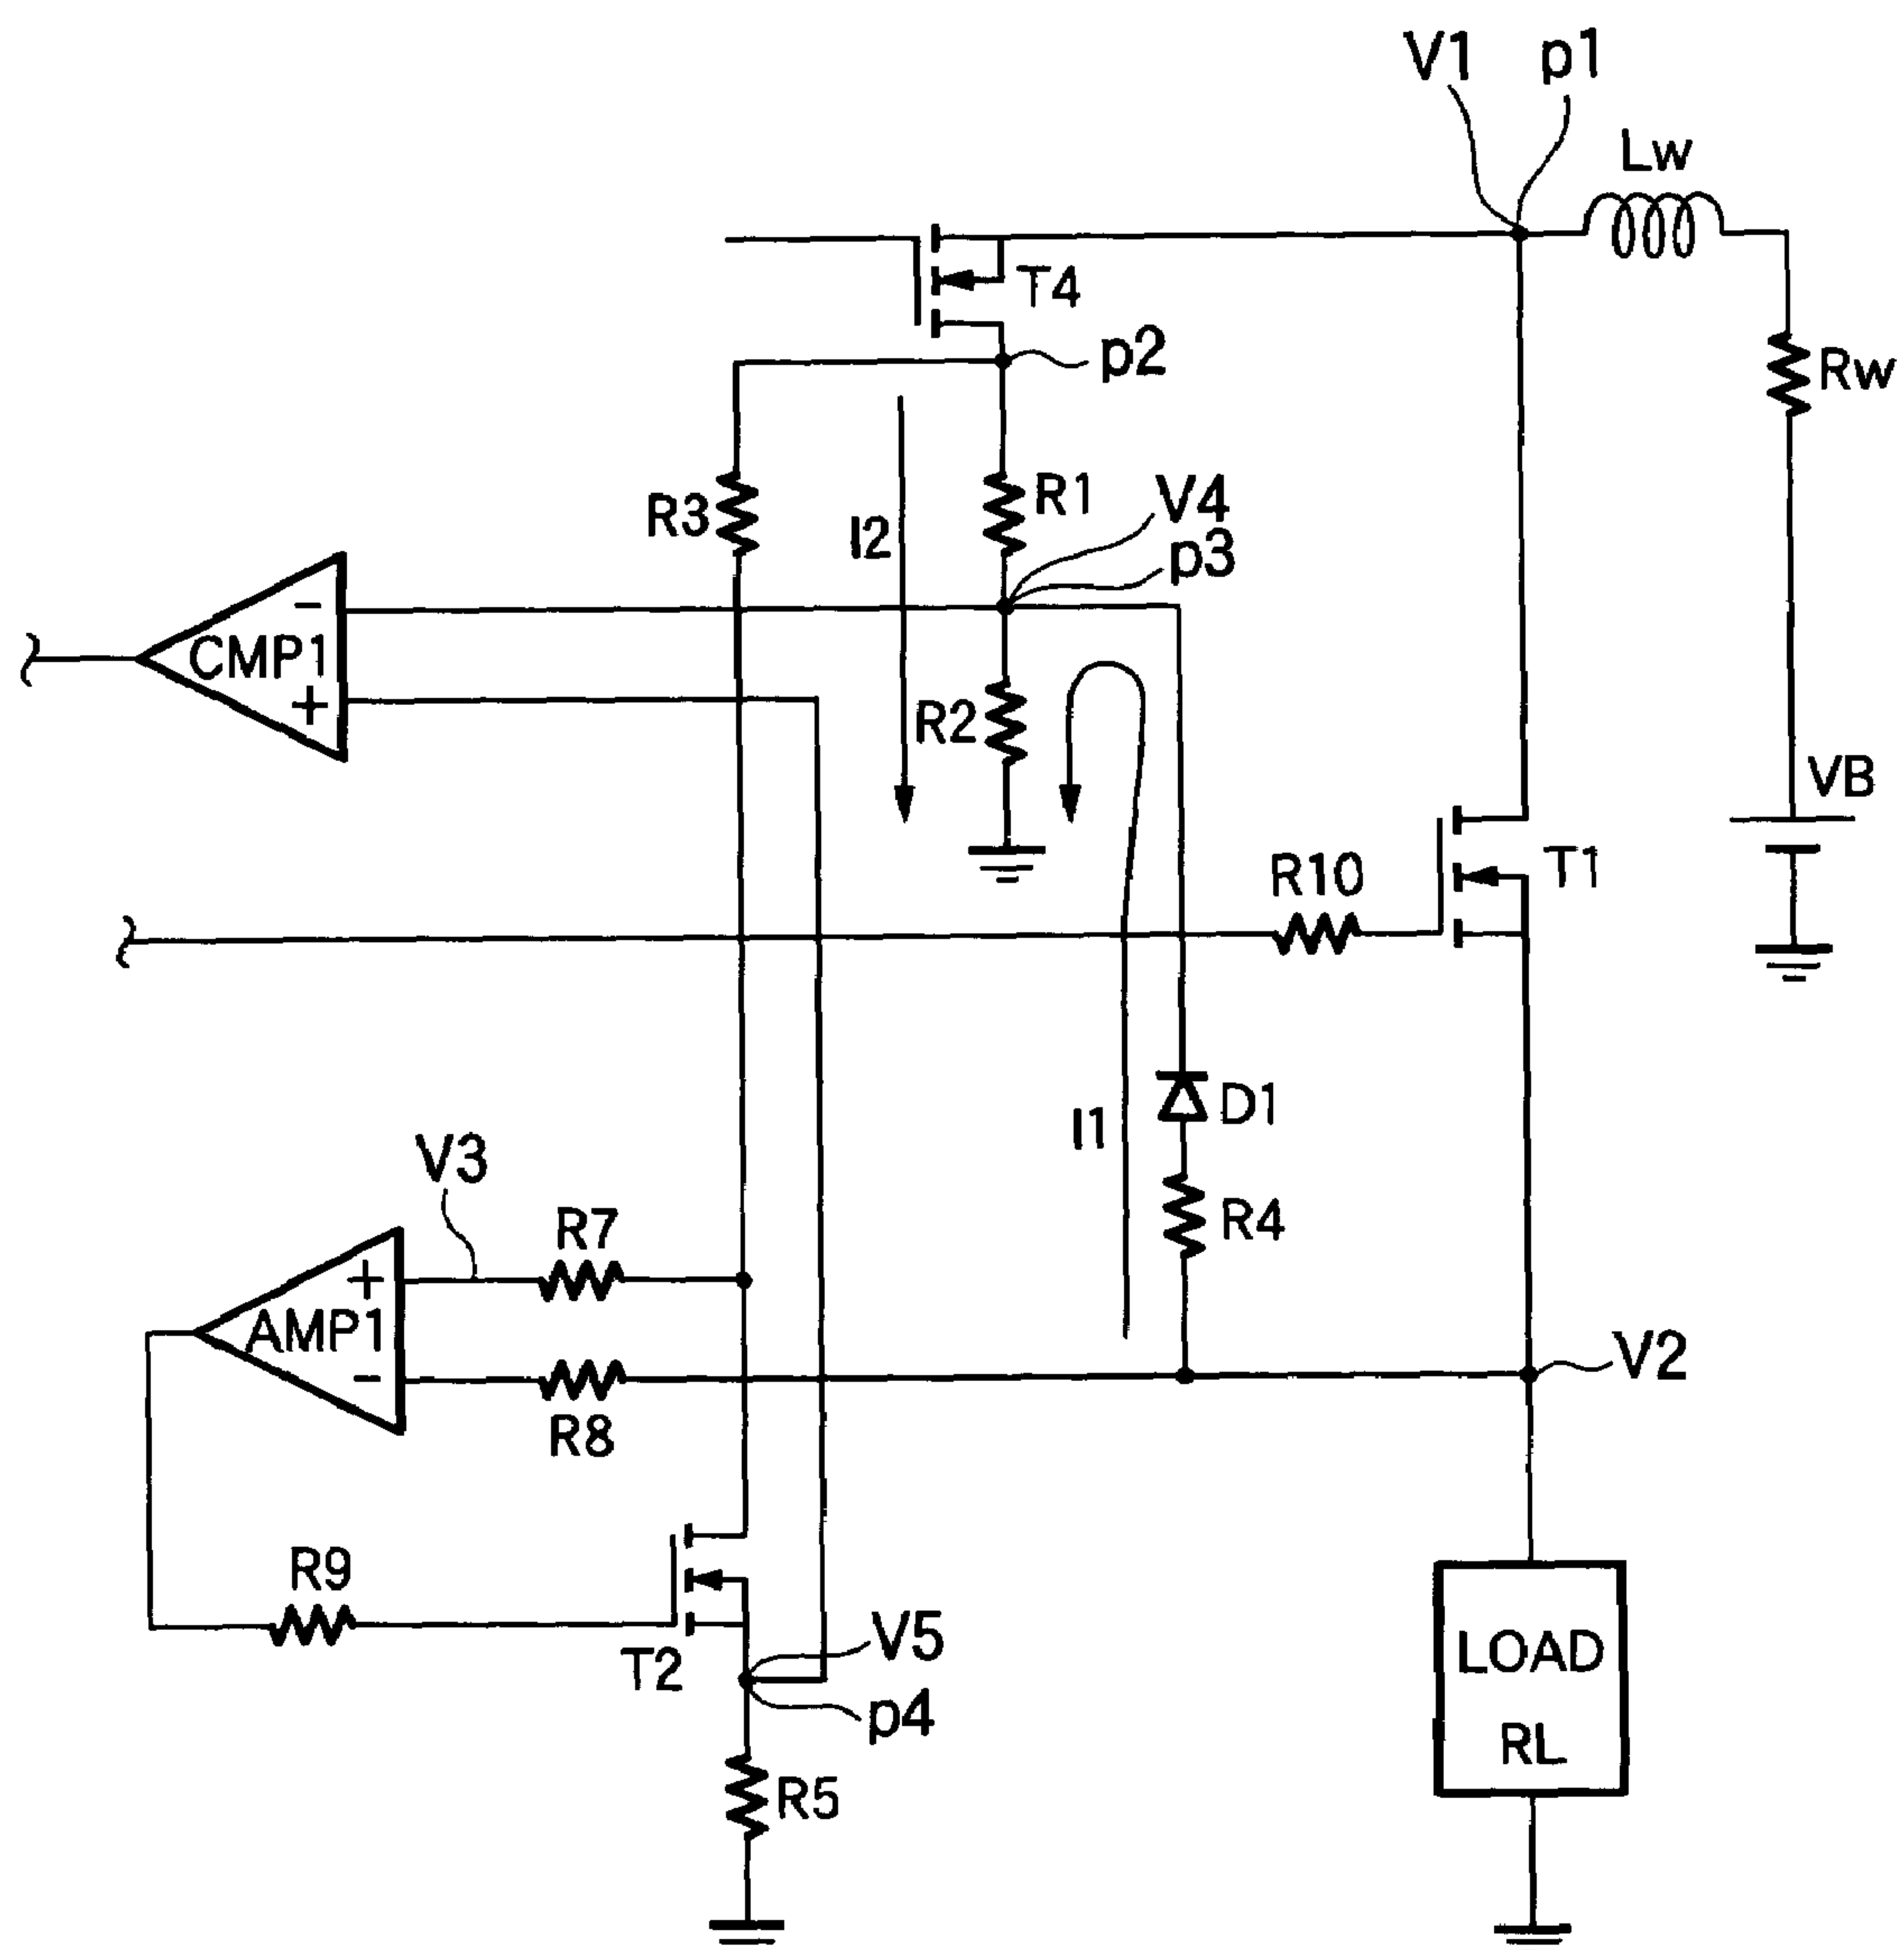 V1 p1
Lw
T4
p2
Rw
R3
I2
R1
V4
p3
-
CMP1
+
R2
VB
R10
T1
D1
I1
V3
R7
R4
+
AMP1
-
V2
R8
R9
T2
V5
p4
LOAD
RL
R5